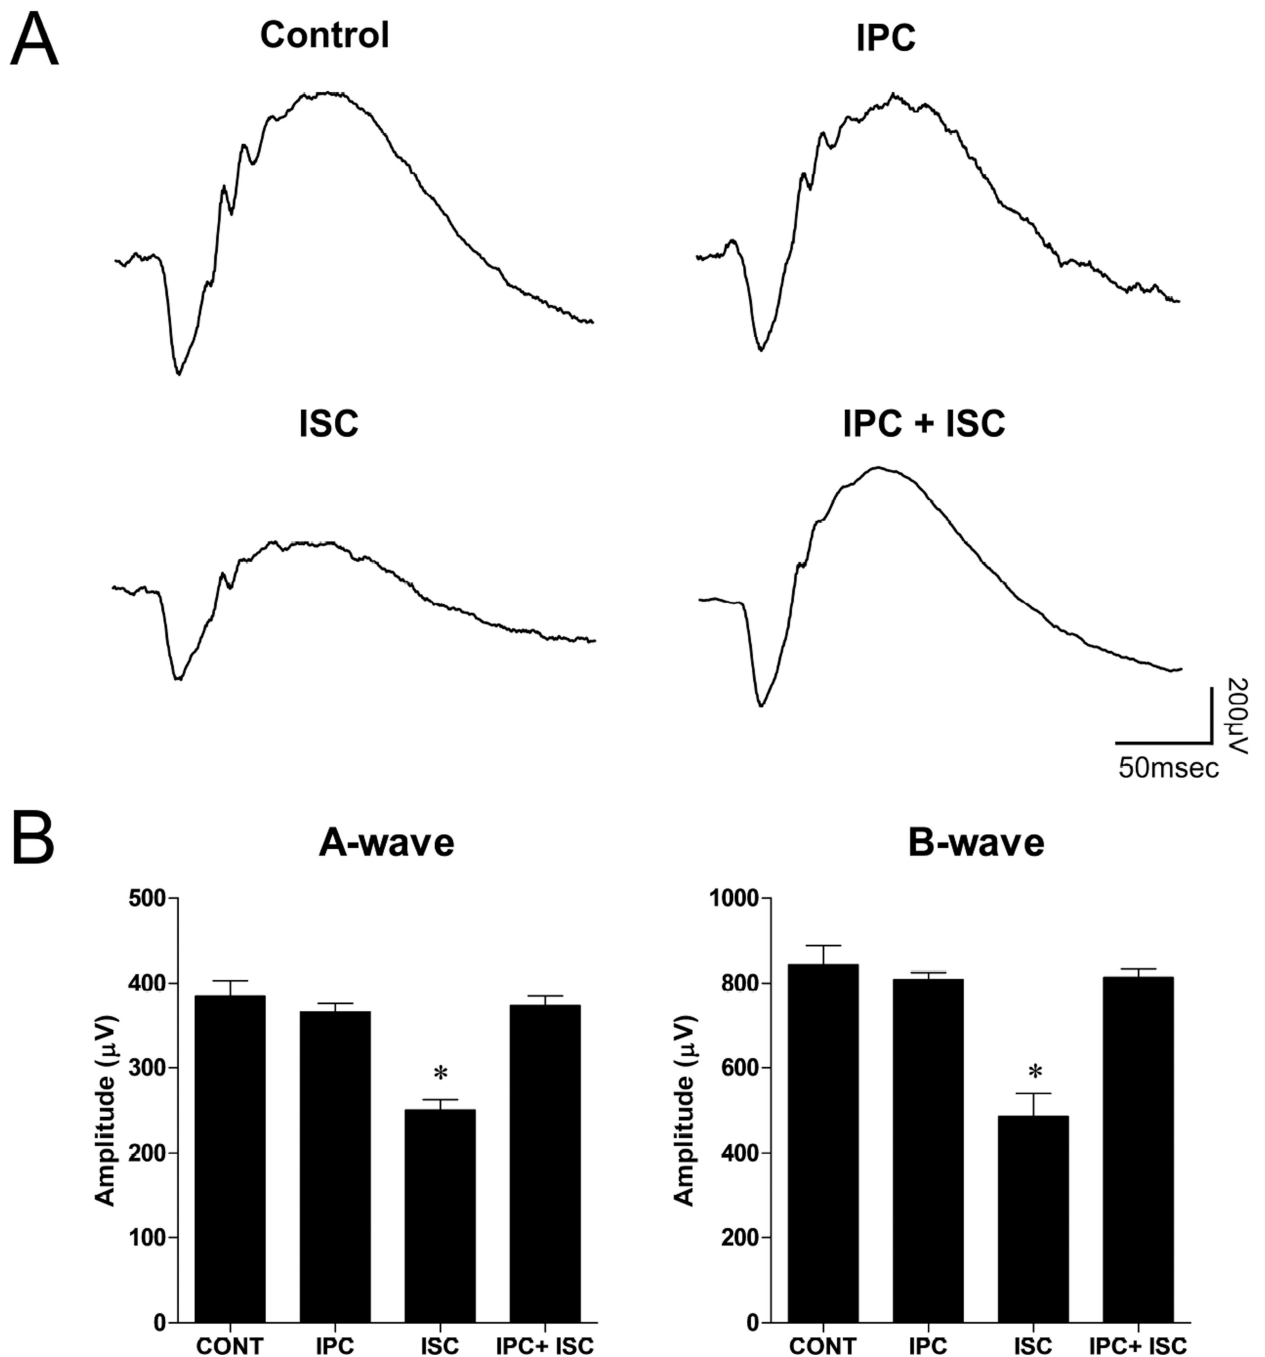 A
Control
IPC
ISC
IPC + ISC
200µV
50msec
B
A-wave
B-wave
500
400
300
200
100
0
Amplitude (µV)
*
CONT
IPC
ISC
IPC+ ISC
1000
800
600
400
200
0
Amplitude (µV)
*
CONT
IPC
ISC
IPC+ ISC